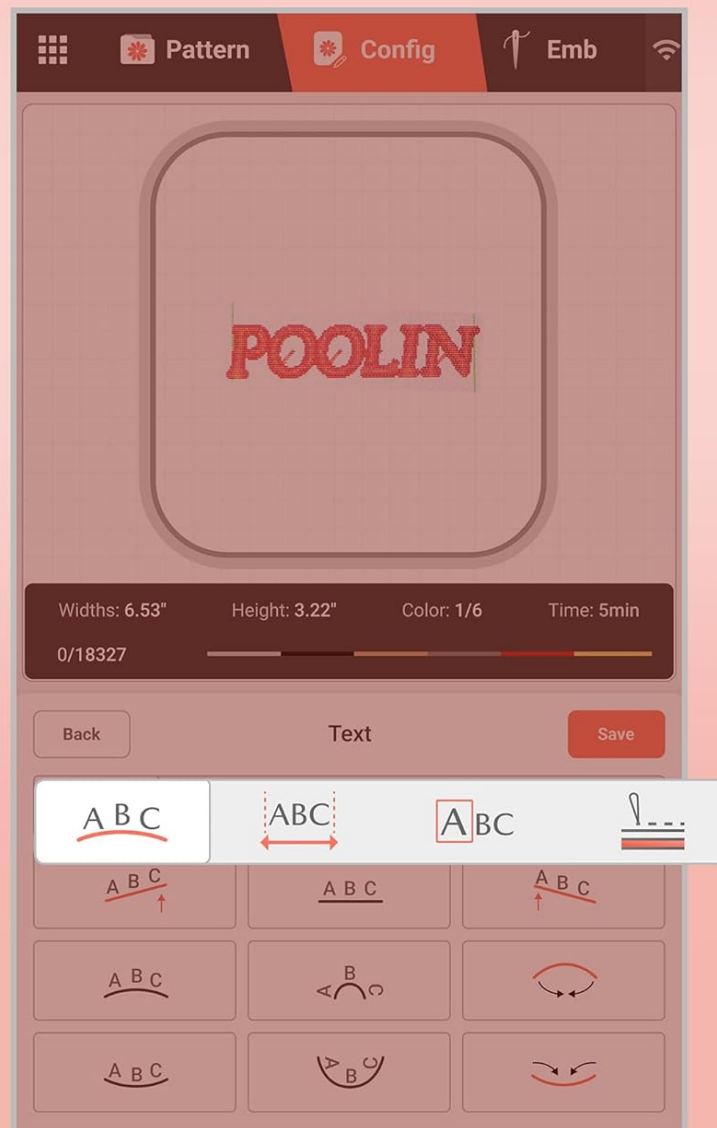 Pattern Config Emb
POOLIN
Widths: 6.53" Height: 3.22" Color: 1/6 Time: 5min
0/18327
Back Text Save
ABC ABC ABC
ABC ABC ABC
ABC ABC
ABC ABC